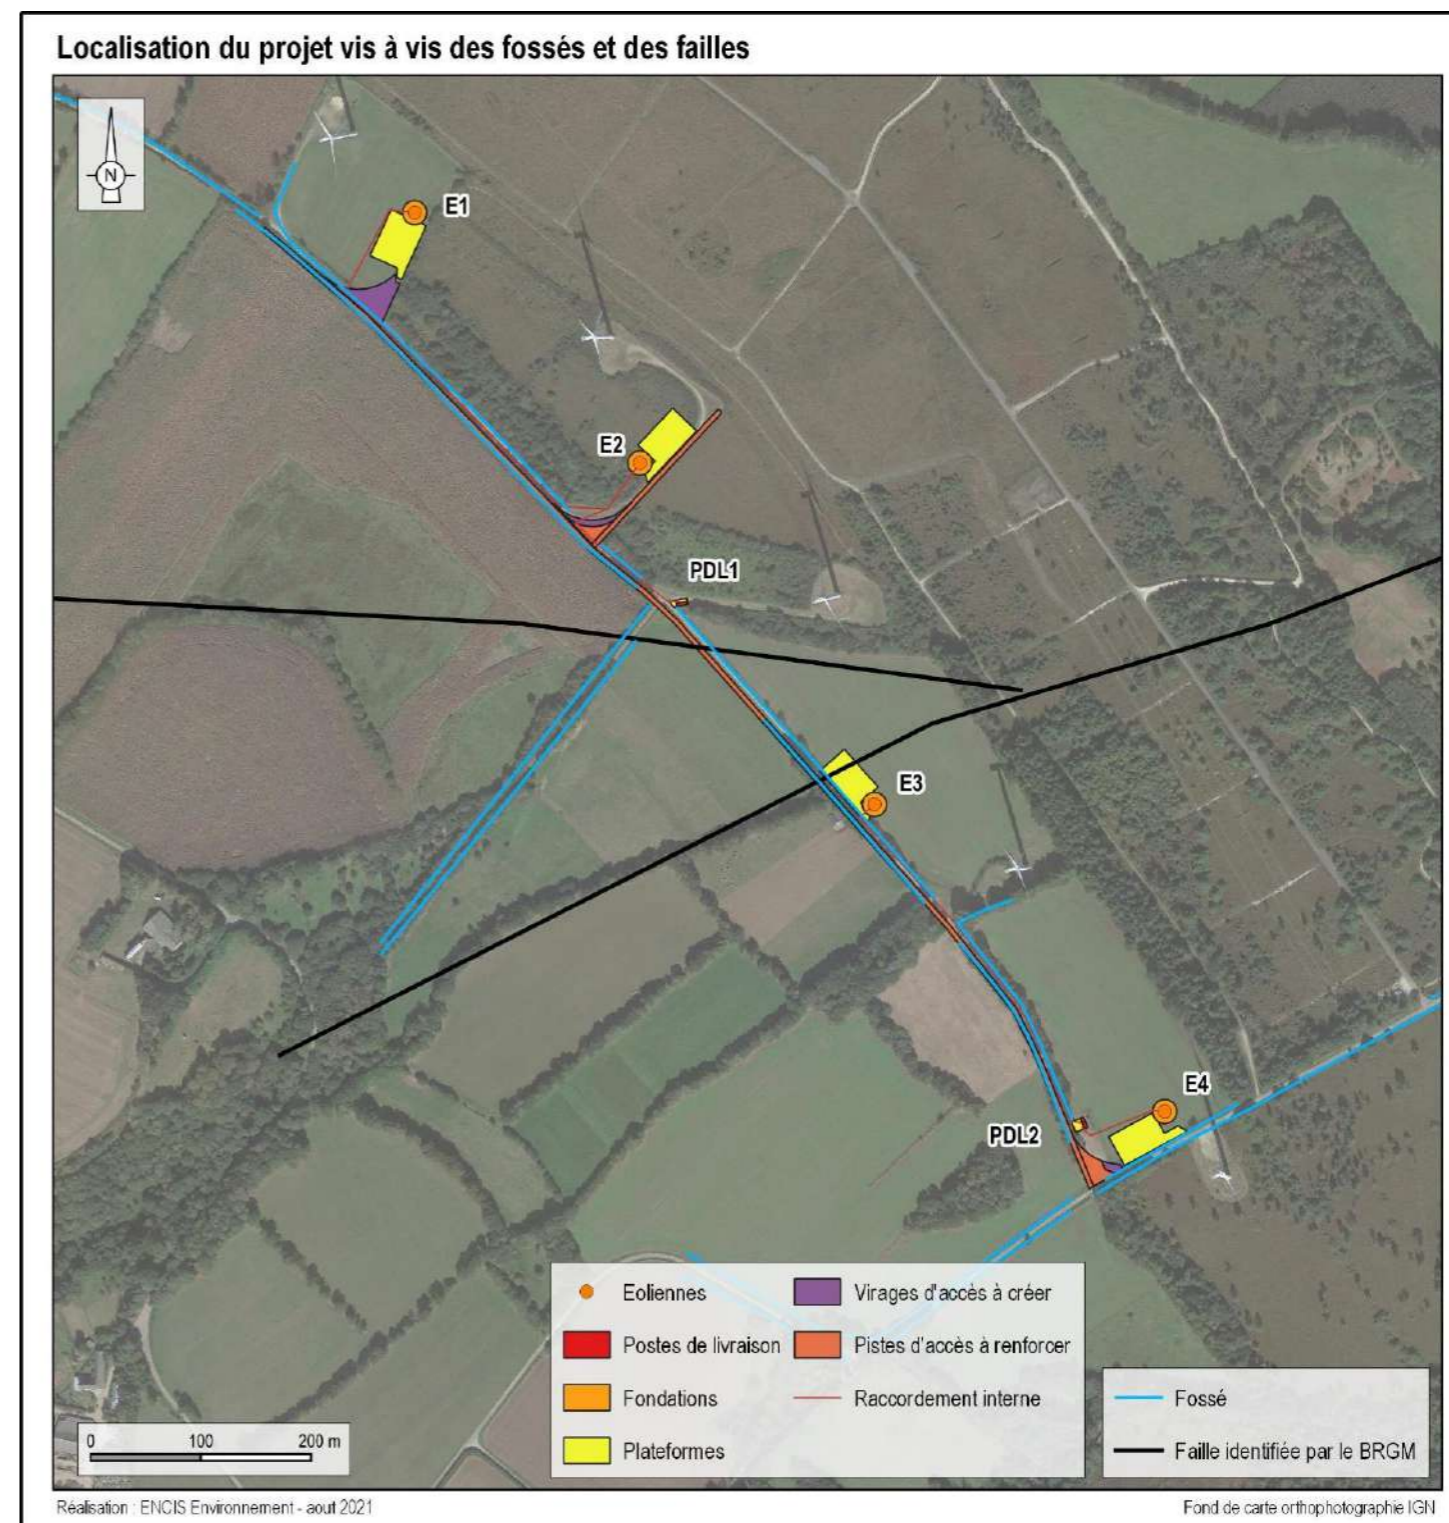 Localisation du projet vis à vis des fossés et des failles
N
E1
E2
PDL1
E3
E4
PDL2
Eoliennes
Virages d'accès à créer
Postes de livraison
Pistes d'accès à renforcer
Fondations
Raccordement interne
Plateformes
Fossé
Faille identifiée par le BRGM
0 100 200 m
Réalisation : ENCIS Environnement - aout 2021
Fond de carte orthophotographie IGN